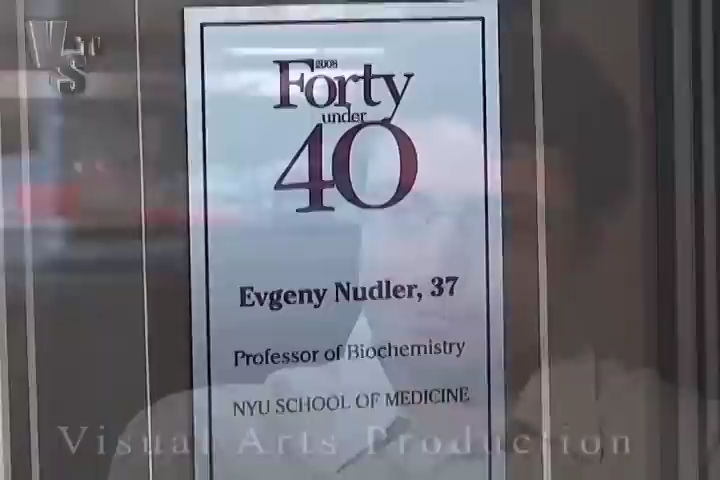 2008
Forty
under
40
Evgeny Nudler, 37
Professor of Biochemistry
NYU SCHOOL OF MEDICINE
Visual Arts Production